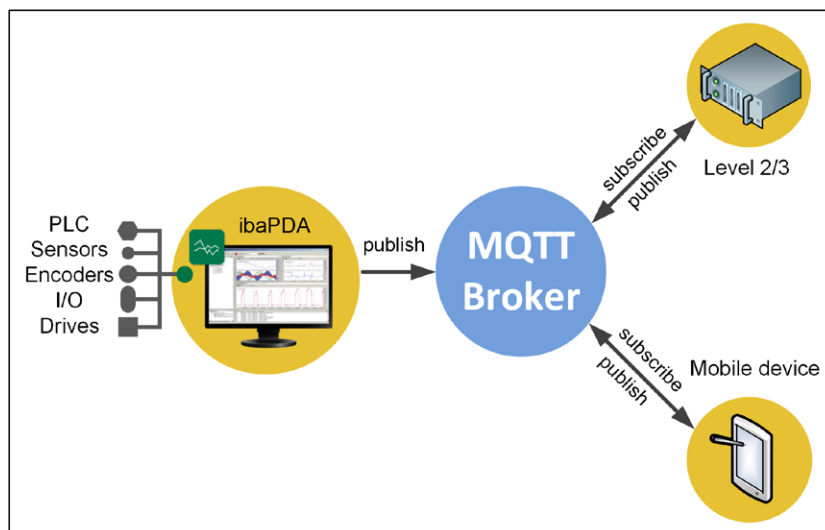 PLC
Sensors
Encoders
I/O
Drives
ibaPDA
publish
MQTT
Broker
subscribe
publish
Level 2/3
subscribe
publish
Mobile device